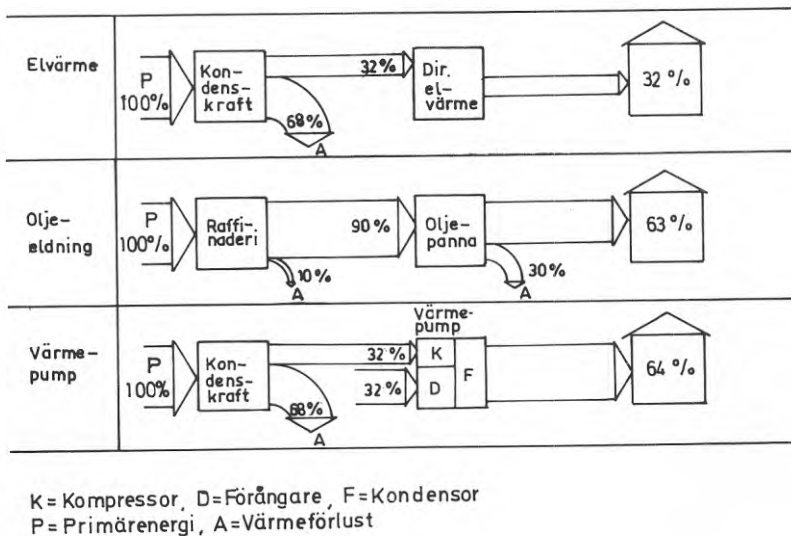 Elvärme
P
100%
Kon-
dens-
kraft
32%
68%
A
Dir.
el-
värme
32 %
Olje-
eldning
P
100%
Raffi-
naderi
90%
10%
A
Olje-
panna
30%
A
63 %
Värme-
pump
P
100%
Kon-
dens-
kraft
68%
A
Värme-
pump
32%
K
32%
D
F
64 %
K=Kompressor, D=Förångare, F=Kondensor
P=Primärenergi, A=Värmeförlust